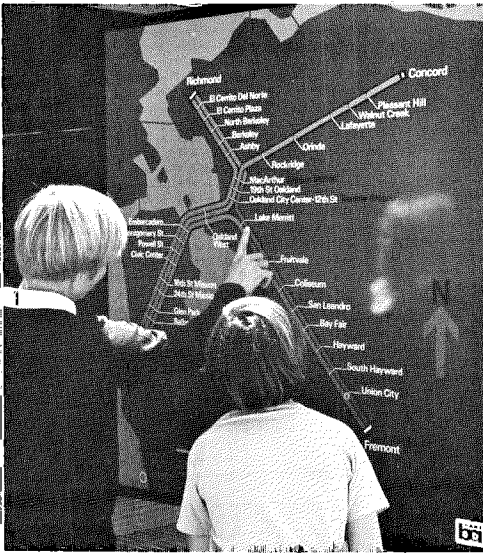 Richmond
El Cerrito Del Norte
El Cerrito Plaza
North Berkeley
Berkeley
Ashby
Concord
Pleasant Hill
Walnut Creek
Lafayette
Orinda
Rockridge
MacArthur
19th St Oakland
Oakland City Center-12th St
Lake Merritt
Oakland
West
Embarcadero
Montgomery St
Powell St
Civic Center
16th St Mission
24th St Mission
Glen Park
Fruitvale
Coliseum
San Leandro
Bay Fair
Hayward
South Hayward
Union City
Fremont
N